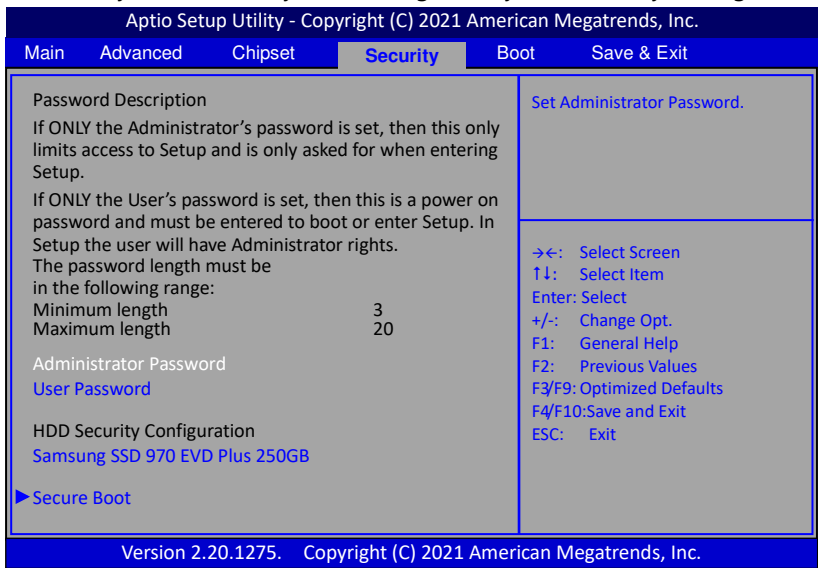 Aptio Setup Utility - Copyright (C) 2021 American Megatrends, Inc.
Main Advanced Chipset Security Boot Save & Exit
Password Description
If ONLY the Administrator's password is set, then this only
limits access to Setup and is only asked for when entering
Setup.
If ONLY the User's password is set, then this is a power on
password and must be entered to boot or enter Setup. In
Setup the user will have Administrator rights.
The password length must be
in the following range:
Minimum length 3
Maximum length 20
Administrator Password
User Password
HDD Security Configuration
Samsung SSD 970 EVD Plus 250GB
►Secure Boot
Set Administrator Password.
→←: Select Screen
↑↓: Select Item
Enter: Select
+/-: Change Opt.
F1: General Help
F2: Previous Values
F3/F9: Optimized Defaults
F4/F10:Save and Exit
ESC: Exit
Version 2.20.1275. Copyright (C) 2021 American Megatrends, Inc.